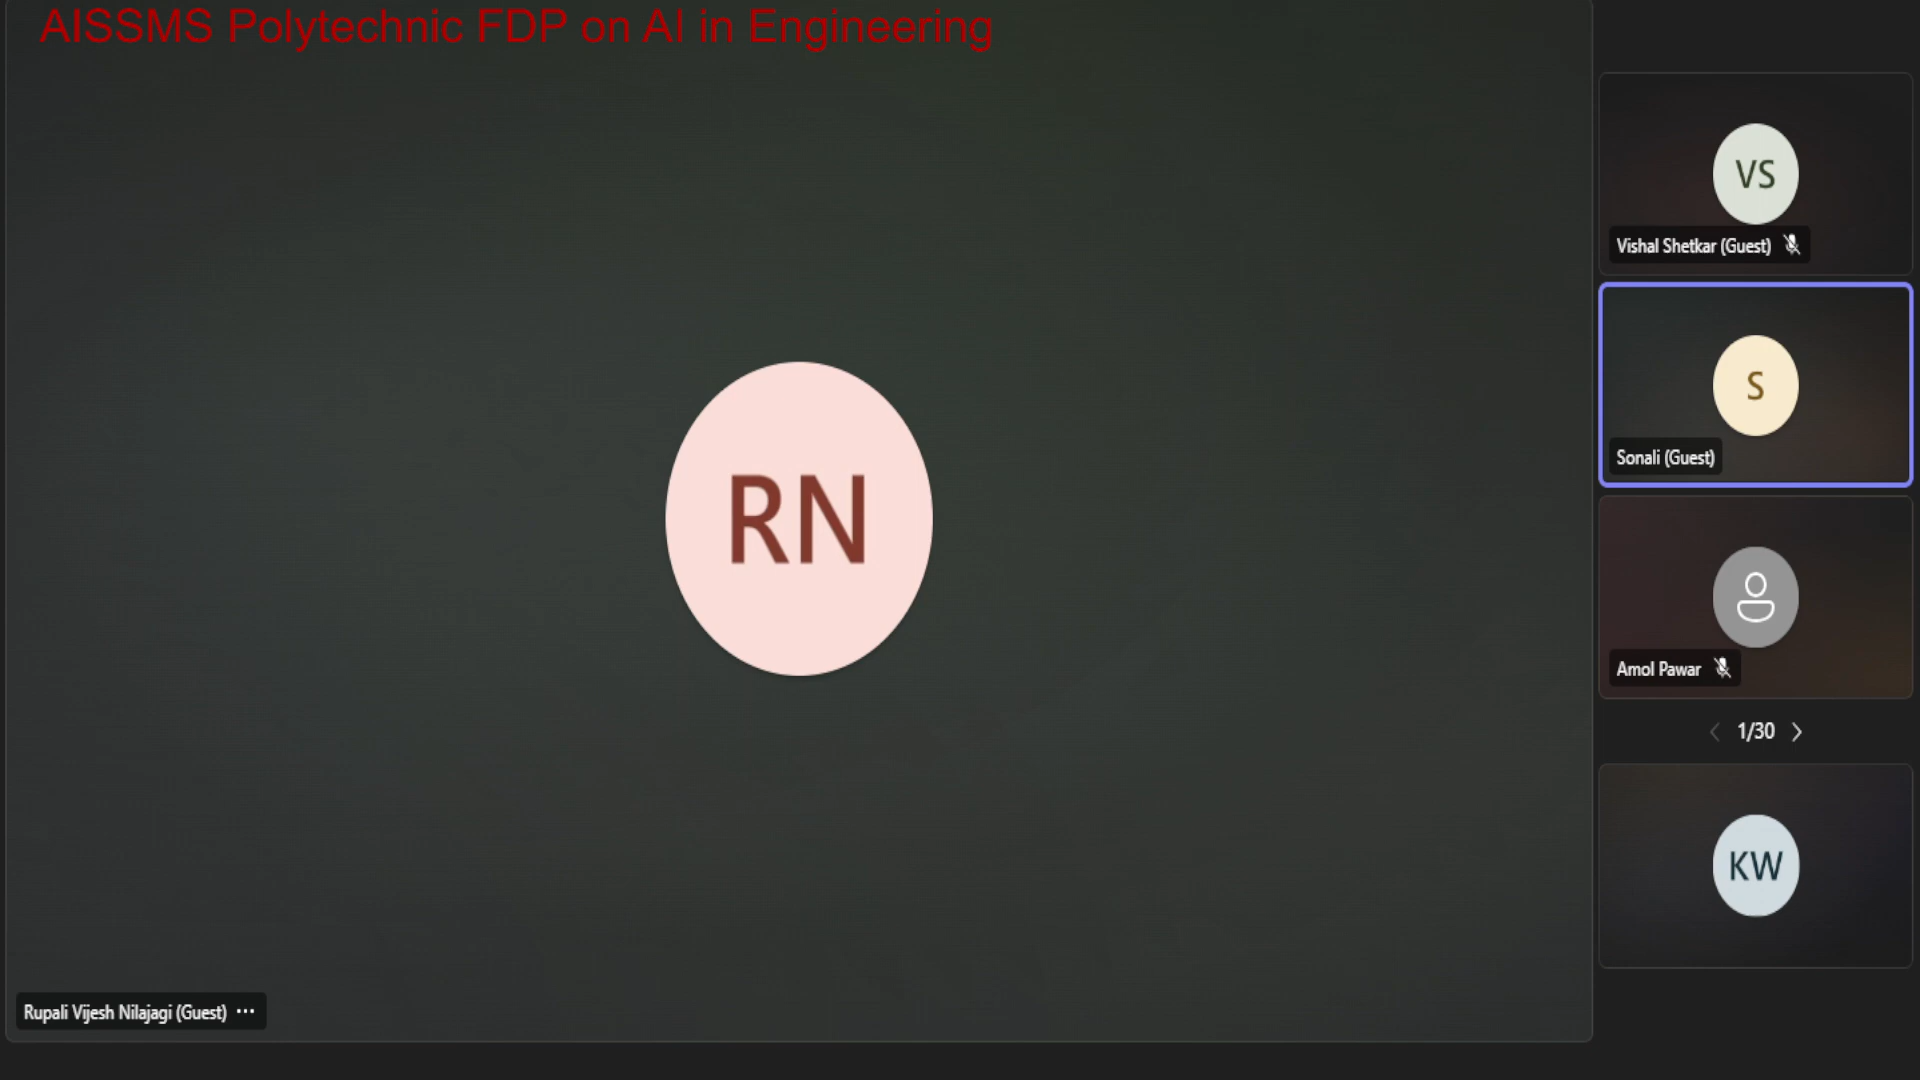 AISSMS Polytechnic FDP on AI in Engineering
RN
Rupali Vijesh Nilajagi (Guest) ...
VS
Vishal Shetkar (Guest)
S
Sonali (Guest)
Amol Pawar
1/30
KW